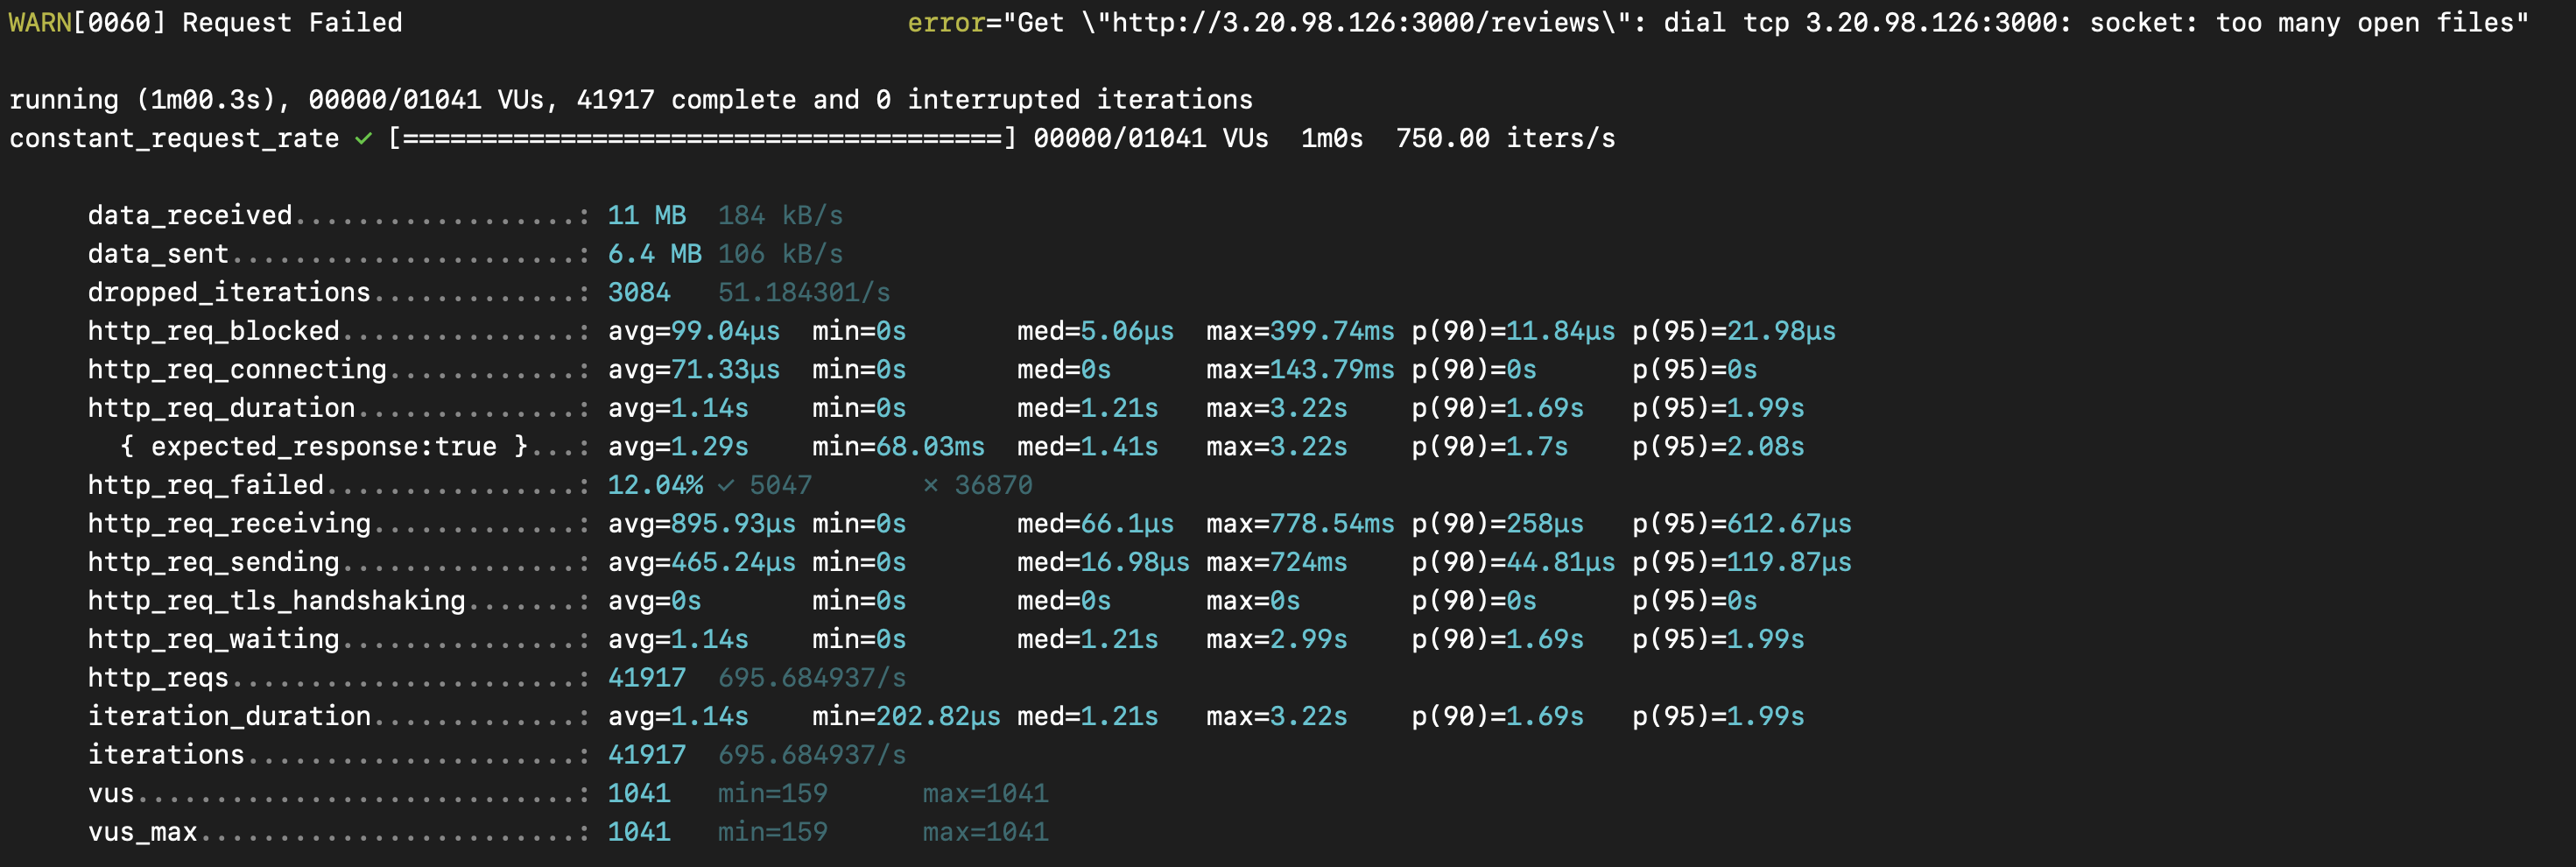 WARN[0060] Request Failed                                error="Get \"http://3.20.98.126:3000/reviews\": dial tcp 3.20.98.126:3000: socket: too many open files"
running (1m00.3s), 00000/01041 VUs, 41917 complete and 0 interrupted iterations
constant_request_rate ✓ [======================================] 00000/01041 VUs  1m0s  750.00 iters/s
data_received..................: 11 MB  184 kB/s
data_sent......................: 6.4 MB 106 kB/s
dropped_iterations.............: 3084   51.184301/s
http_req_blocked...............: avg=99.04µs  min=0s       med=5.06µs  max=399.74ms p(90)=11.84µs p(95)=21.98µs
http_req_connecting............: avg=71.33µs  min=0s       med=0s      max=143.79ms p(90)=0s      p(95)=0s
http_req_duration..............: avg=1.14s    min=0s       med=1.21s   max=3.22s    p(90)=1.69s   p(95)=1.99s
{ expected_response:true }...: avg=1.29s    min=68.03ms  med=1.41s   max=3.22s    p(90)=1.7s    p(95)=2.08s
http_req_failed................: 12.04% ✓ 5047       ✗ 36870
http_req_receiving.............: avg=895.93µs min=0s       med=66.1µs  max=778.54ms p(90)=258µs   p(95)=612.67µs
http_req_sending...............: avg=465.24µs min=0s       med=16.98µs max=724ms    p(90)=44.81µs p(95)=119.87µs
http_req_tls_handshaking.......: avg=0s       min=0s       med=0s      max=0s       p(90)=0s      p(95)=0s
http_req_waiting...............: avg=1.14s    min=0s       med=1.21s   max=2.99s    p(90)=1.69s   p(95)=1.99s
http_reqs......................: 41917  695.684937/s
iteration_duration.............: avg=1.14s    min=202.82µs med=1.21s   max=3.22s    p(90)=1.69s   p(95)=1.99s
iterations.....................: 41917  695.684937/s
vus............................: 1041   min=159      max=1041
vus_max........................: 1041   min=159      max=1041